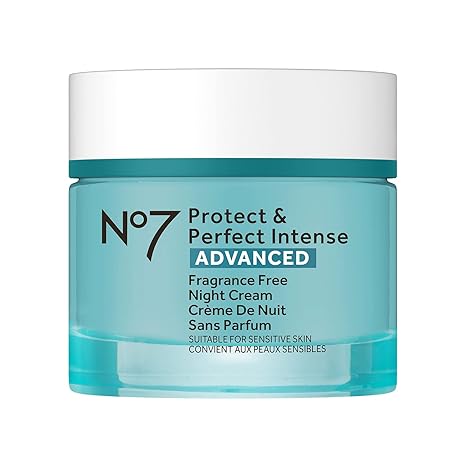 No7
Protect &
Perfect Intense
ADVANCED
Fragrance Free
Night Cream
Crème De Nuit
Sans Parfum
SUITABLE FOR SENSITIVE SKIN
CONVIENT AUX PEAUX SENSIBLES